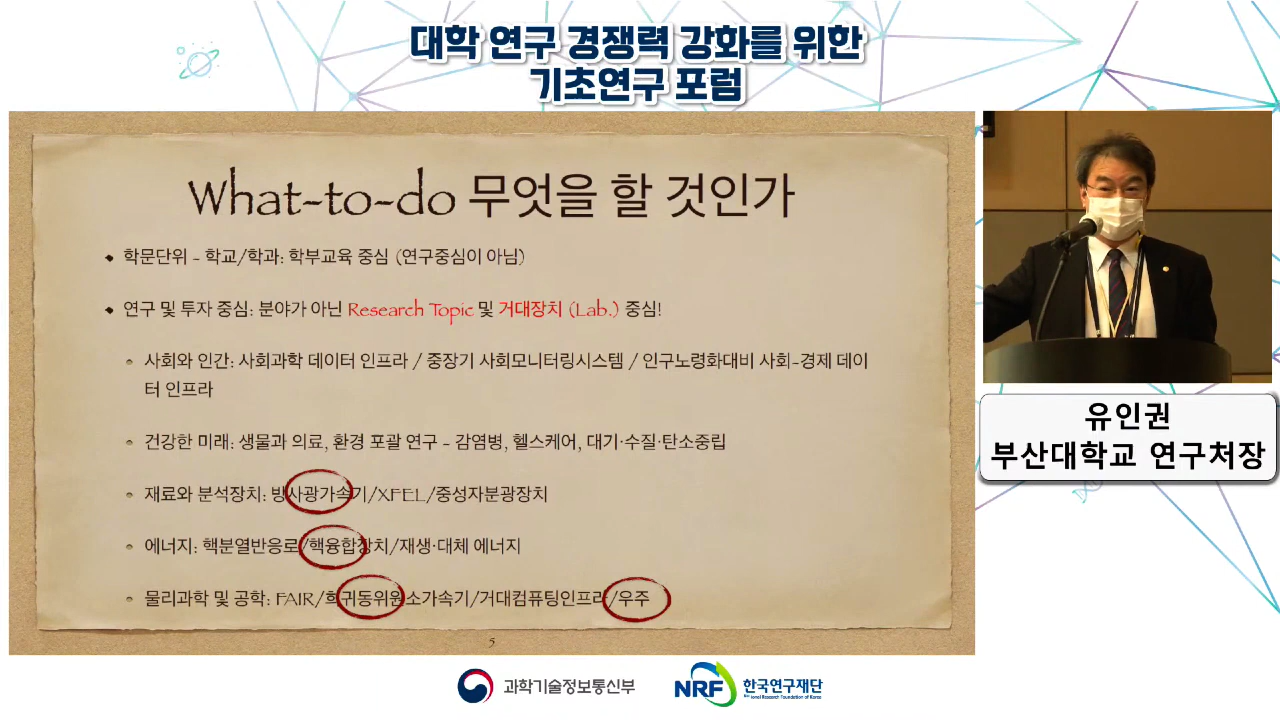 대학 연구 경쟁력 강화를 위한
기초연구 포럼
What-to-do 무엇을 할 것인가
학문단위 - 학교/학과: 학부교육 중심 (연구중심이 아님)
연구 및 투자 중심: 분야가 아닌 Research Topic 및 거대장치 (Lab.) 중심!
사회와 인간: 사회과학 데이터 인프라 / 중장기 사회모니터링시스템 / 인구노령화대비 사회-경제 데이
터 인프라
건강한 미래: 생물과 의료, 환경 포괄 연구 - 감염병, 헬스케어, 대기·수질·탄소중립
재료와 분석장치: 방사광가속기/XFEL/중성자분광장치
에너지: 핵분열반응로/핵융합장치/재생·대체 에너지
물리과학 및 공학: FAIR/희귀동위원소가속기/거대컴퓨팅인프라/우주
5
유인권
부산대학교 연구처장
과학기술정보통신부
NRF 한국연구재단
National Research Foundation of Korea